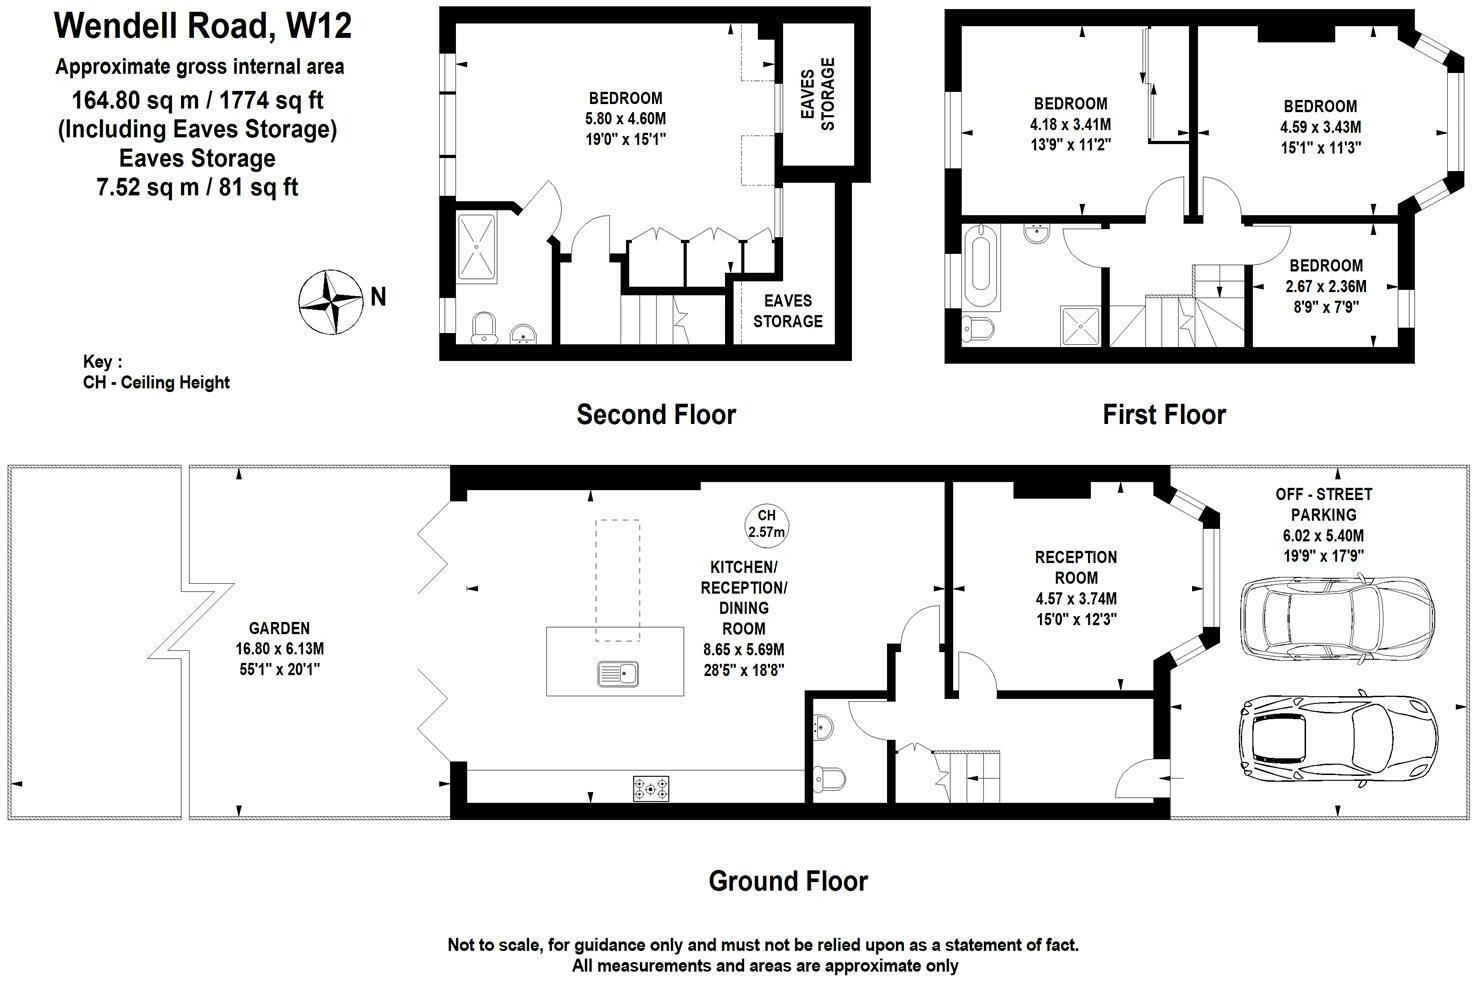 Wendell Road, W12
Approximate gross internal area
164.80 sq m / 1774 sq ft
(Including Eaves Storage)
Eaves Storage
7.52 sq m / 81 sq ft
N
Key :
CH - Ceiling Height
BEDROOM
5.80 x 4.60M
19'0" x 15'1"
EAVES
STORAGE
EAVES
STORAGE
Second Floor
BEDROOM
4.18 x 3.41M
13'9" x 11'2"
BEDROOM
4.59 x 3.43M
15'1" x 11'3"
BEDROOM
2.67 x 2.36M
8'9" x 7'9"
First Floor
GARDEN
16.80 x 6.13M
55'1" x 20'1"
CH
2.57m
KITCHEN/
RECEPTION/
DINING
ROOM
8.65 x 5.69M
28'5" x 18'8"
RECEPTION
ROOM
4.57 x 3.74M
15'0" x 12'3"
OFF - STREET
PARKING
6.02 x 5.40M
19'9" x 17'9"
Ground Floor
Not to scale, for guidance only and must not be relied upon as a statement of fact.
All measurements and areas are approximate only